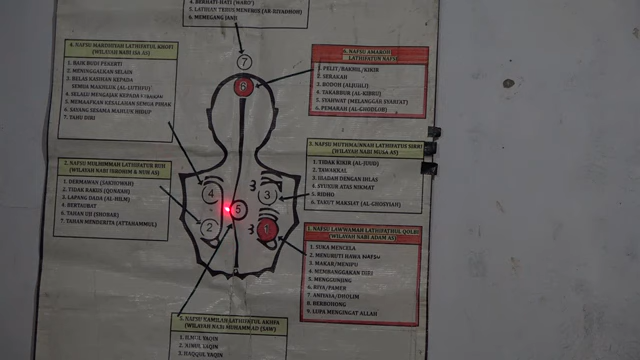 4. BERHATI-HATI (WARO')
5. LATIHAN TERUS MENERUS (AR-RIYADHOH)
6. MEMEGANG JANJI
7
4. NAFSU MARDHIYAH LATHIFATUL KHOFI
(WILAYAH NABI ISA AS)
1. BAIK BUDI PEKERTI
2. MENINGGALKAN SELAIN
3. BELAS KASIHAN KEPADA
SEMUA MAKHLUK (AL-LUTHFU)
4. SELALU MENGAJAK KEPADA
5. MEMAAFKAN KESALAHAN SEMUA PIHAK
6. SAYANG SESAMA MAKHLUK HIDUP
7. TAHU DIRI
6. NAFSU AMAROH
LATHIFATUN NAFSI
1. PELIT/BAKHIL/KIKIR
2. SERAKAH
3. BODOH (ALJUHLI)
4. TAKABBUR (AL-KIBRU)
5. SYAHWAT (MELANGGAR SYARIAT)
6. PEMARAH (AL-GHODLOB)
6
3. NAFSU MUTHMAINNAH LATHIFATUS SIRRI
(WILAYAH NABI MUSA AS)
1. TIDAK KIKIR (AL-JUUD)
2. TAWAKAL
3. IBADAH DENGAN IHLAS
4. SYUKUR ATAS NIKMAT
5. RIDHO
6. TAKUT MAKSIAT (AL-GHOSYIAH)
2. NAFSU MULHIMMAH LATHIFATUR RUH
(WILAYAH NABI IBROHIM & NUH AS)
1. DERMAWAN (SAKHOWAH)
2. TIDAK RAKUS (QUNAAH)
3. LAPANG DADA (AL-HILM)
4. BERTAUBAT
5.
6. TAHAN UJI (SHOBAR)
7. TAHAN MENDERITA (ATTAHAMMUL)
4
3
5
2
1
1. NAFSU LAWWAMAH LATHIFATHUL QOLBI
(WILAYAH NABI ADAM AS)
1. SUKA MENCELA
2. MENURUTI HAWA NAFSU
3. MAKAR/MENIPU
4. MEMBANGGAKAN DIRI
5. MENGGUNJING
6. RIYA/PAMER
7. ANIYAYA/DHOLIM
8. BERBOHONG
9. LUPA MENGINGAT ALLAH
5. NAFSU KAMILAH LATHIFATUL AKHFA
(WILAYAH NABI MUHAMMAD (SAW)
1. ILMUL YAQIN
2. AINUL YAQIN
3. HAQQUL YAQIN